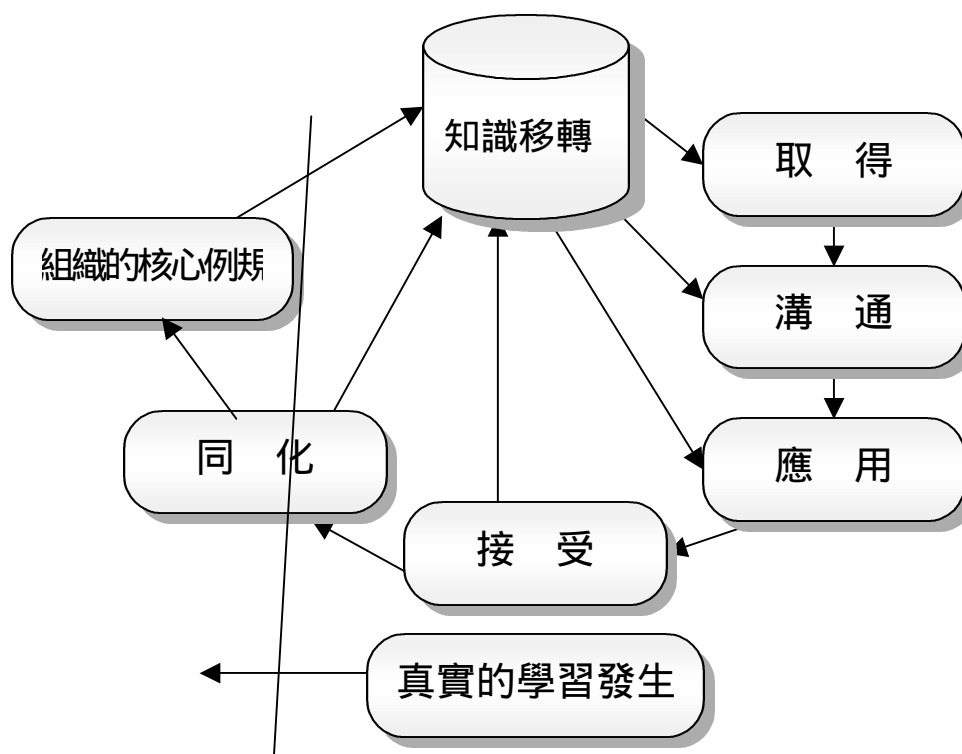 知識移轉
取 得
組織的核心例規
溝 通
同 化
應 用
接 受
真實的學習發生